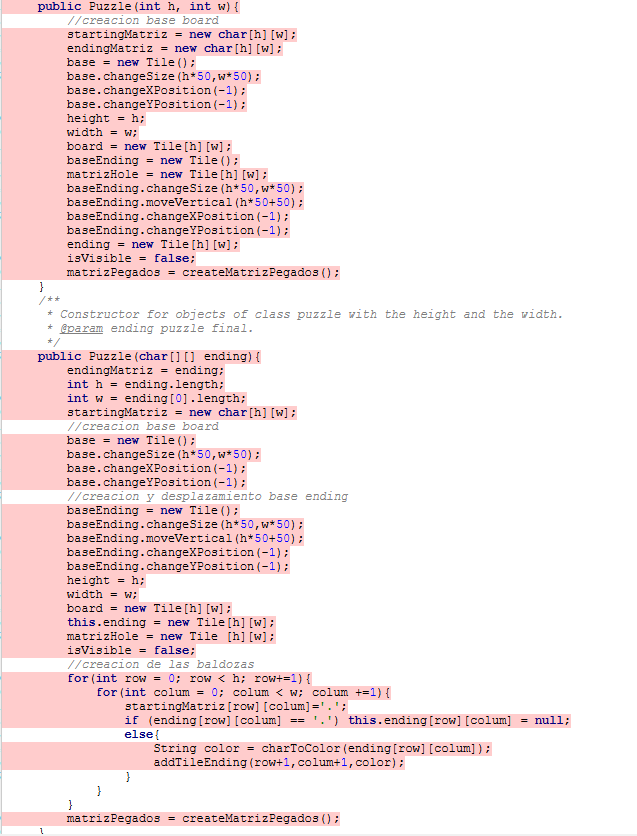 public Puzzle(int h, int w){
//creacion base board
startingMatriz = new char[h][w];
endingMatriz = new char[h][w];
base = new Tile();
base.changeSize(h*50,w*50);
base.changeXPosition(-1);
base.changeYPosition(-1);
height = h;
width = w;
board = new Tile[h][w];
baseEnding = new Tile();
matrizHole = new Tile[h][w];
baseEnding.changeSize(h*50,w*50);
baseEnding.moveVertical(h*50+50);
baseEnding.changeXPosition(-1);
baseEnding.changeYPosition(-1);
ending = new Tile[h][w];
isVisible = false;
matrizPegados = createMatrizPegados();
}
/**
* Constructor for objects of class puzzle with the height and the width.
* @param ending puzzle final.
*/
public Puzzle(char[][] ending){
endingMatriz = ending;
int h = ending.length;
int w = ending[0].length;
startingMatriz = new char[h][w];
//creacion base board
base = new Tile();
base.changeSize(h*50,w*50);
base.changeXPosition(-1);
base.changeYPosition(-1);
//creacion y desplazamiento base ending
baseEnding = new Tile();
baseEnding.changeSize(h*50,w*50);
baseEnding.moveVertical(h*50+50);
baseEnding.changeXPosition(-1);
baseEnding.changeYPosition(-1);
height = h;
width = w;
board = new Tile[h][w];
this.ending = new Tile[h][w];
matrizHole = new Tile [h][w];
isVisible = false;
//creacion de las baldozas
for(int row = 0; row < h; row+=1){
for(int colum = 0; colum < w; colum +=1){
startingMatriz[row][colum]='.';
if (ending[row][colum] == '.') this.ending[row][colum] = null;
else{
String color = charToColor(ending[row][colum]);
addTileEnding(row+1,colum+1,color);
}
}
}
matrizPegados = createMatrizPegados();
}